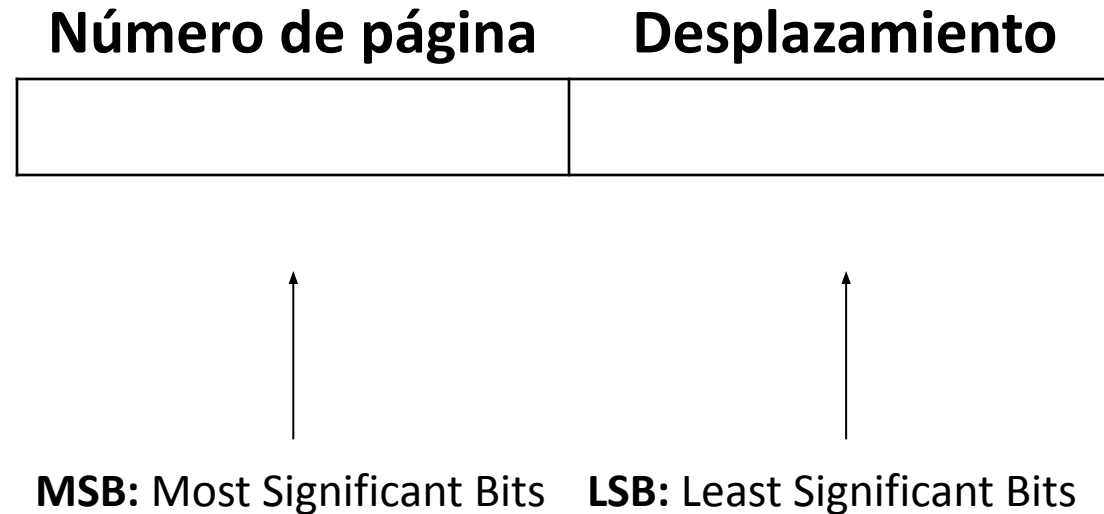 Número de página Desplazamiento
MSB: Most Significant Bits LSB: Least Significant Bits